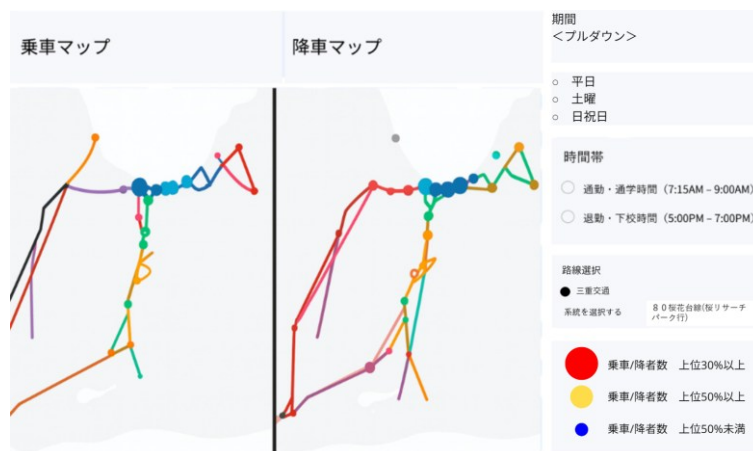 乗車マップ
降車マップ
期間
＜プルダウン＞
平日
土曜
日祝日
時間帯
通勤・通学時間（7:15AM – 9:00AM）
退勤・下校時間（5:00PM – 7:00PM）
路線選択
三重交通
系統を選択する
８０桜花台線(桜リサーチ
パーク行)
乗車/降者数　上位30%以上
乗車/降者数　上位50%以上
乗車/降者数　上位50%未満